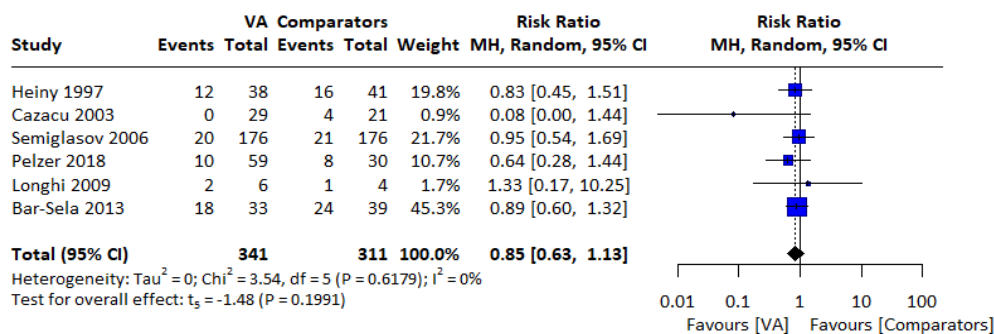 VA Comparators Risk Ratio Risk Ratio
Study Events Total Events Total Weight MH, Random, 95% CI MH, Random, 95% CI
Heiny 1997 12 38 16 41 19.8% 0.83 [0.45, 1.51]
Cazacu 2003 0 29 4 21 0.9% 0.08 [0.00, 1.44]
Semiglasov 2006 20 176 21 176 21.7% 0.95 [0.54, 1.69]
Pelzer 2018 10 59 8 30 10.7% 0.64 [0.28, 1.44]
Longhi 2009 2 6 1 4 1.7% 1.33 [0.17, 10.25]
Bar-Sela 2013 18 33 24 39 45.3% 0.89 [0.60, 1.32]
Total (95% CI) 341 311 100.0% 0.85 [0.63, 1.13]
Heterogeneity: Tau² = 0; Chi² = 3.54, df = 5 (P = 0.6179); I² = 0%
Test for overall effect: t₅ = -1.48 (P = 0.1991)
0.01 0.1 1 10 100
Favours [VA] Favours [Comparators]